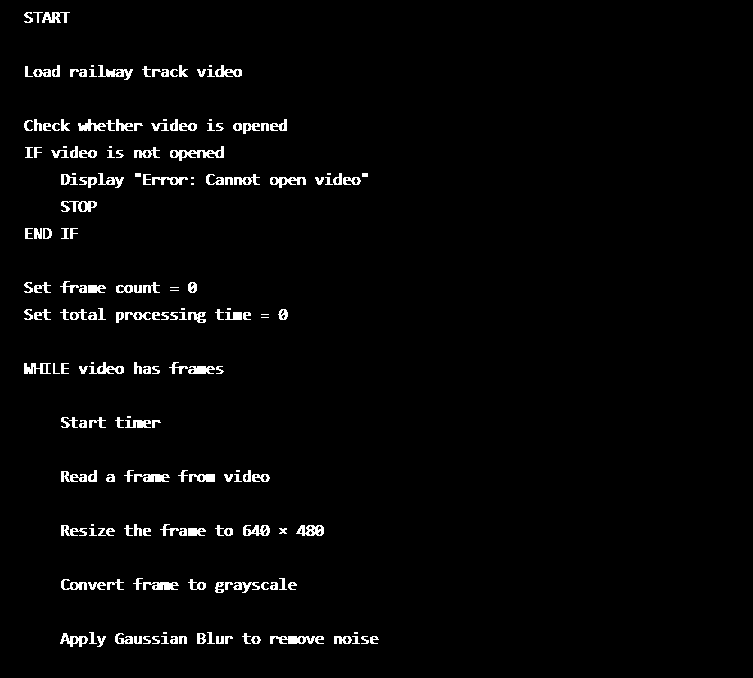 START
Load railway track video
Check whether video is opened
IF video is not opened
Display "Error: Cannot open video"
STOP
END IF
Set frame count = 0
Set total processing time = 0
WHILE video has frames
Start timer
Read a frame from video
Resize the frame to 640 × 480
Convert frame to grayscale
Apply Gaussian Blur to remove noise